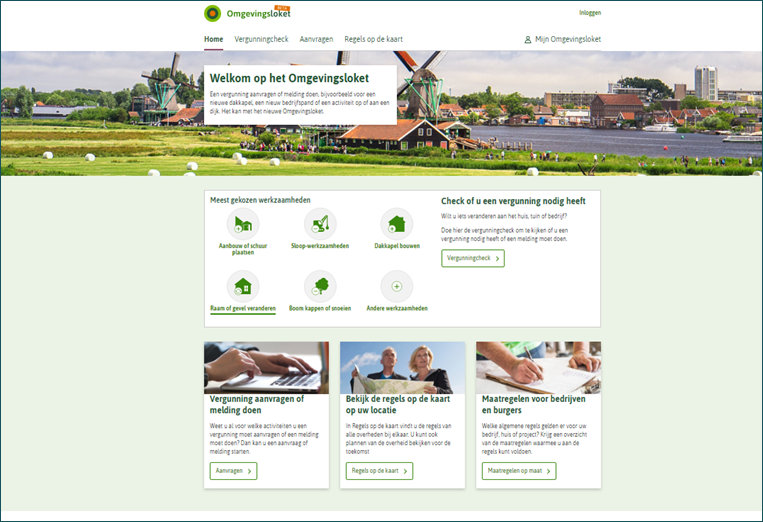 Omgevingsloket
BETA
Inloggen
Home
Vergunningcheck
Aanvragen
Regels op de kaart
Mijn Omgevingsloket
Welkom op het Omgevingsloket
Een vergunning aanvragen of melding doen, bijvoorbeeld voor een
nieuwe dakkapel, een nieuw bedrijfspand of een activiteit op of aan een
dijk. Het kan met het nieuwe Omgevingsloket.
Meest gekozen werkzaamheden
Aanbouw of schuur
plaatsen
Sloop-werkzaamheden
Dakkapel bouwen
Raam of gevel veranderen
Boom kappen of snoeien
Andere werkzaamheden
Check of u een vergunning nodig heeft
Wilt u iets veranderen aan het huis, tuin of bedrijf?
Doe hier de vergunningcheck om te kijken of u een
vergunning nodig heeft of een melding moet doen.
Vergunningcheck
Vergunning aanvragen of
melding doen
Weet u al voor welke activiteiten u een
vergunning moet aanvragen of een melding
moet doen? Dan kan u een aanvraag of
melding starten.
Aanvragen
Bekijk de regels op de kaart
op uw locatie
In Regels op de kaart vindt u de regels van
alle overheden bij elkaar. U kunt ook
plannen van de overheid bekijken voor de
toekomst
Regels op de kaart
Maatregelen voor bedrijven
en burgers
Welke algemene regels gelden er voor uw
bedrijf, huis of project? Krijg een overzicht
van de maatregelen waarmee u aan de
regels kunt voldoen.
Maatregelen op maat